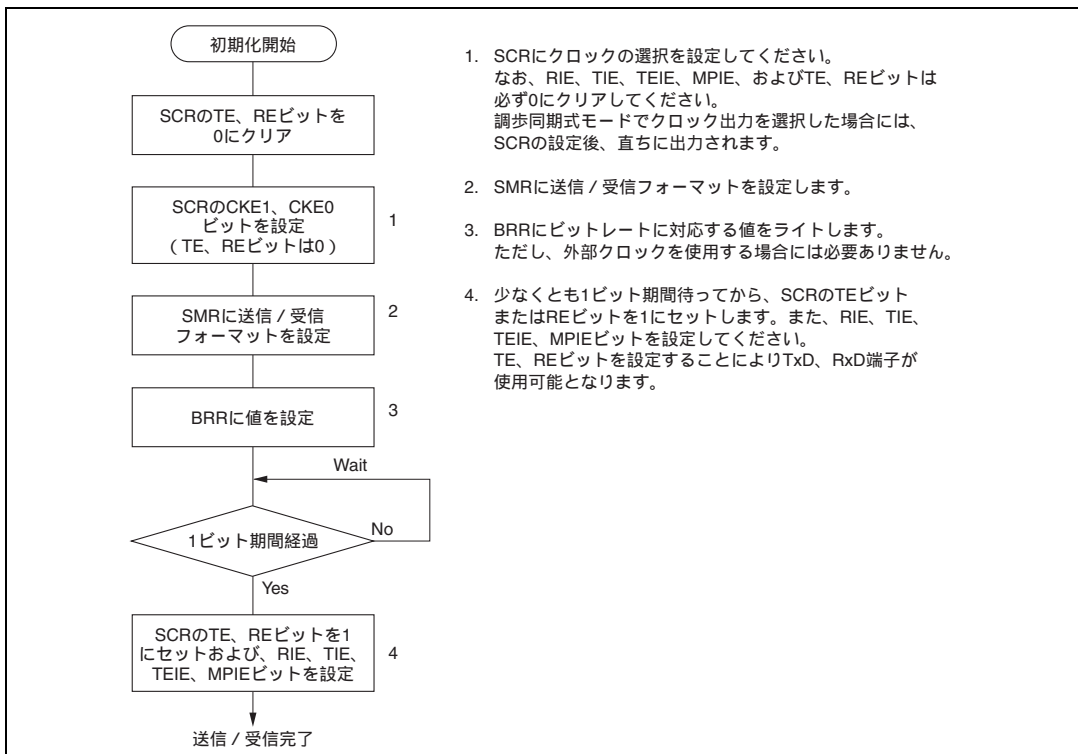 初期化開始
SCRのTE、REビットを
0にクリア
SCRのCKE1、CKE0
ビットを設定
（TE、REビットは0）
1
SMRに送信 / 受信
フォーマットを設定
2
BRRに値を設定
3
Wait
1ビット期間経過
No
Yes
SCRのTE、REビットを1
にセットおよび、RIE、TIE、
TEIE、MPIEビットを設定
4
送信 / 受信完了
1. SCRにクロックの選択を設定してください。
なお、RIE、TIE、TEIE、MPIE、およびTE、REビットは
必ず0にクリアしてください。
調歩同期式モードでクロック出力を選択した場合には、
SCRの設定後、直ちに出力されます。
2. SMRに送信 / 受信フォーマットを設定します。
3. BRRにビットレートに対応する値をライトします。
ただし、外部クロックを使用する場合には必要ありません。
4. 少なくとも1ビット期間待ってから、SCRのTEビット
またはREビットを1にセットします。また、RIE、TIE、
TEIE、MPIEビットを設定してください。
TE、REビットを設定することによりTxD、RxD端子が
使用可能となります。